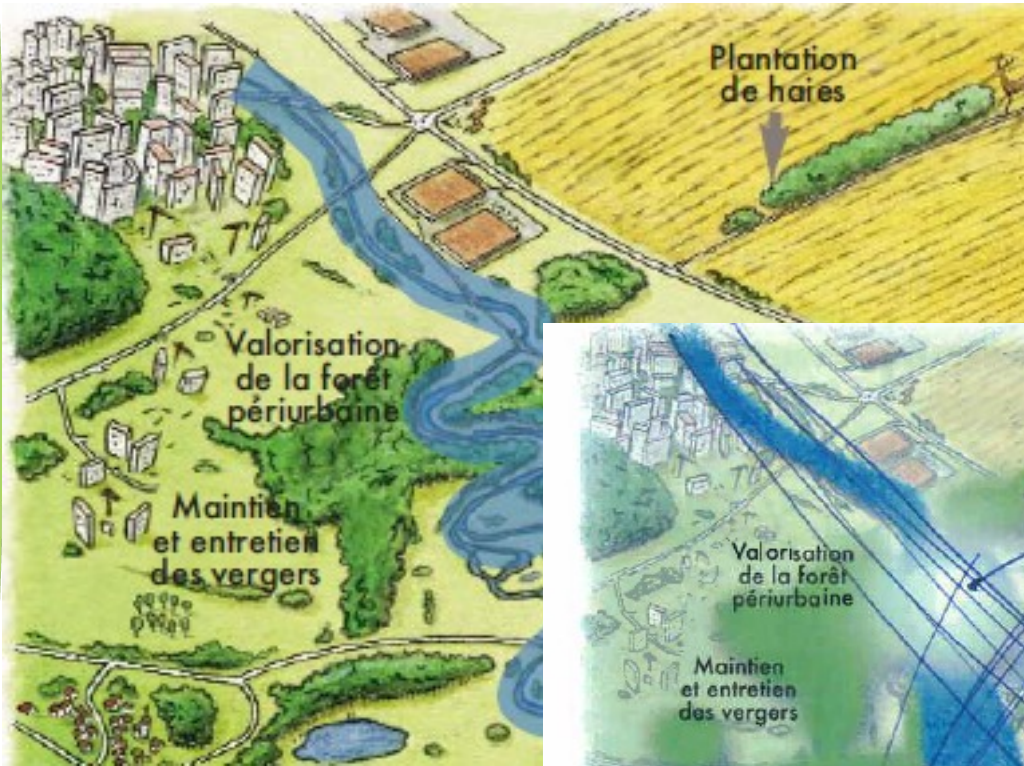 Plantation
de haies
Valorisation
de la forêt
périurbaine
Maintien
et entretien
des vergers
Valorisation
de la forêt
périurbaine
Maintien
et entretien
des vergers